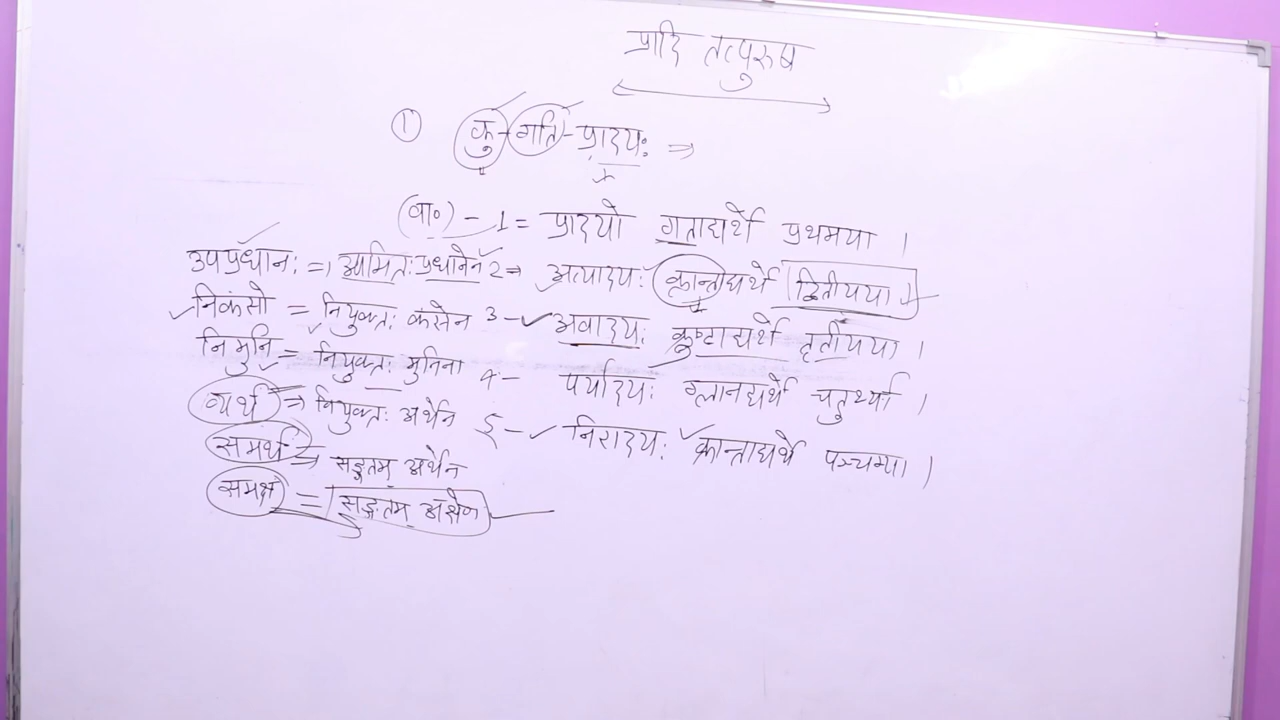 प्रादि तत्पुरुष
① कु-गति-प्रादयः ⇒
(वा०) - 1 = प्रादयो गताद्यर्थे प्रथमया ।
उपप्रधानः ⇒ प्रधानेन 2 ⇒ अत्यादयः क्रान्ताद्यर्थे द्वितीयया ।
निकंसो = नियुक्तः कंसेन 3 - अवादयः क्रुष्टाद्यर्थे तृतीयया ।
निमुनि = नियुक्तः मुनिना 4 - पर्यादयः ग्लानद्यर्थे चतुर्थ्या ।
व्यर्थ ⇒ वियुक्तः अर्थेन 5 - निरादयः क्रान्ताद्यर्थे पञ्चम्या ।
समर्थ ⇒ सङ्गतम् अर्थेन
समक्ष = सङ्गतम् अक्षेण